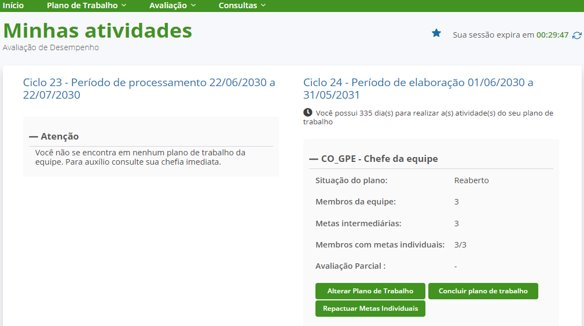 Início Plano de Trabalho Avaliação Consultas
Minhas atividades
Avaliação de Desempenho
Sua sessão expira em 00:29:47
Ciclo 23 - Período de processamento 22/06/2030 a
22/07/2030
Atenção
Você não se encontra em nenhum plano de trabalho da
equipe. Para auxílio consulte sua chefia imediata.
Ciclo 24 - Período de elaboração 01/06/2030 a
31/05/2031
Você possui 335 dia(s) para realizar a(s) atividade(s) do seu plano de
trabalho
CO_GPE - Chefe da equipe
Situação do plano: Reaberto
Membros da equipe: 3
Metas intermediárias: 3
Membros com metas individuais: 3/3
Avaliação Parcial : -
Alterar Plano de Trabalho Concluir plano de trabalho
Repactuar Metas Individuais